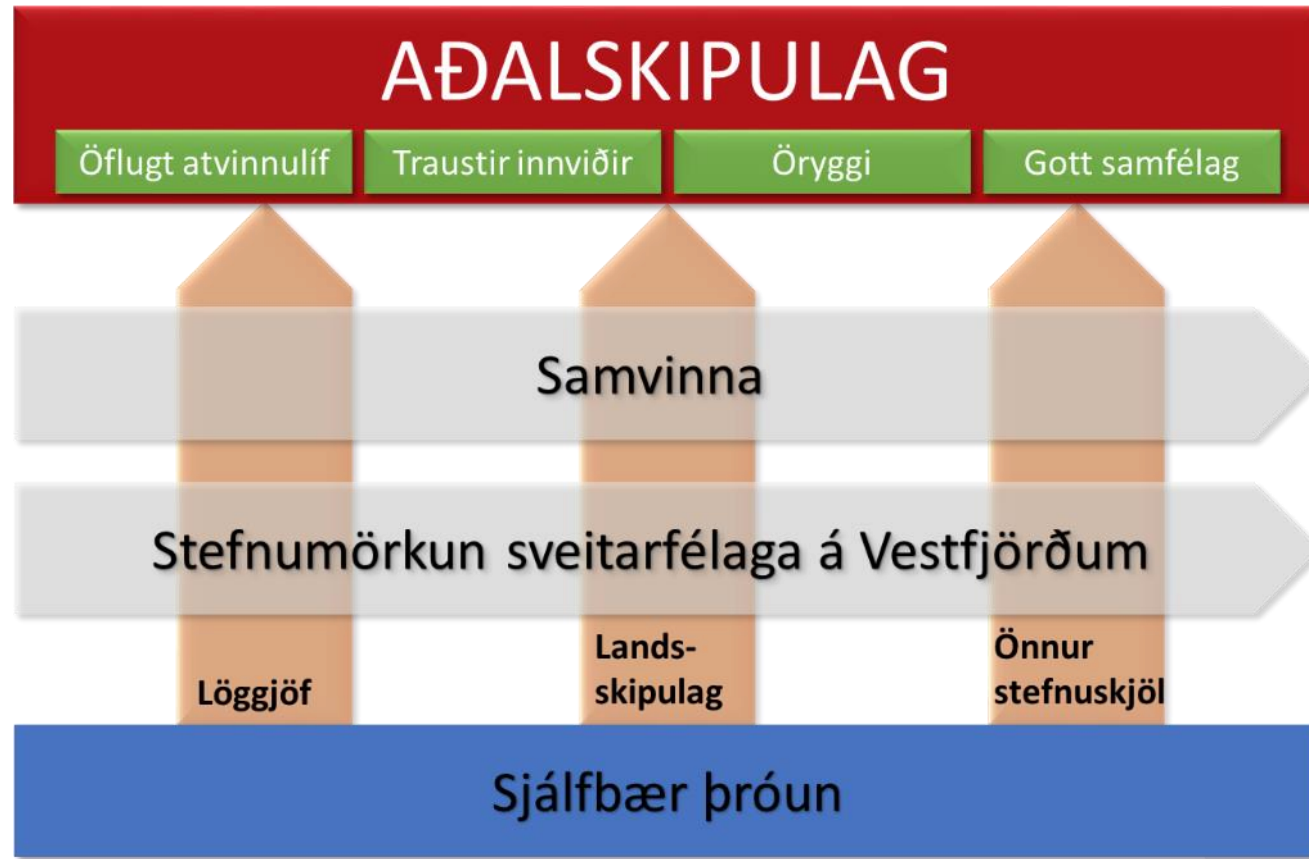 AÐALSKIPULAG
Öflugt atvinnulíf
Traustir innviðir
Öryggi
Gott samfélag
Samvinna
Stefnumörkun sveitarfélaga á Vestfjörðum
Löggjöf
Lands-
skipulag
Önnur
stefnuskjöl
Sjálfbær þróun